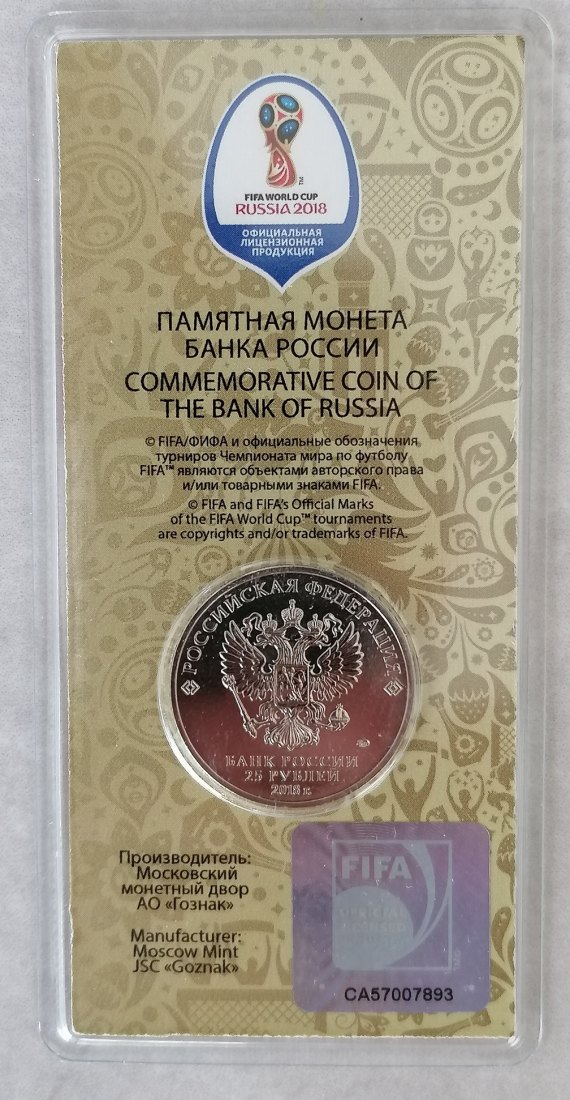 FIFA WORLD CUP
RUSSIA 2018
ОФИЦИАЛЬНАЯ
ЛИЦЕНЗИОННАЯ
ПРОДУКЦИЯ
ПАМЯТНАЯ МОНЕТА
БАНКА РОССИИ
COMMEMORATIVE COIN OF
THE BANK OF RUSSIA
© FIFA/ФИФА и официальные обозначения
турниров Чемпионата мира по футболу
FIFA™ являются объектами авторского права
и/или товарными знаками FIFA.
© FIFA and FIFA's Official Marks
of the FIFA World Cup™ tournaments
are copyrights and/or trademarks of FIFA.
РОССИЙСКАЯ ФЕДЕРАЦИЯ
БАНК РОССИИ
25 РУБЛЕЙ
2018 г.
Производитель:
Московский
монетный двор
АО «Гознак»
Manufacturer:
Moscow Mint
JSC «Goznak»
FIFA
OFFICIAL
LICENSED
CA57007893